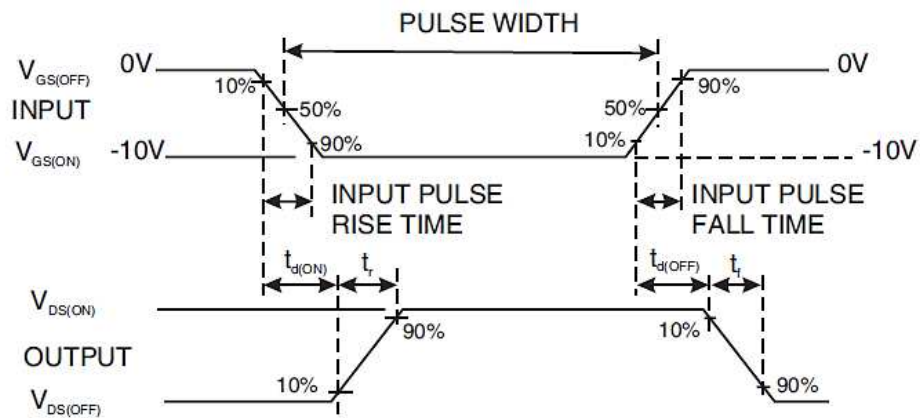 PULSE WIDTH
V GS(OFF) 0V 0V
10% 90%
INPUT 50% 50%
90% 10%
V GS(ON) -10V -10V
INPUT PULSE INPUT PULSE
RISE TIME FALL TIME
t d(ON) t r t d(OFF) t f
V DS(ON)
90% 10%
OUTPUT
10% 90%
V DS(OFF)